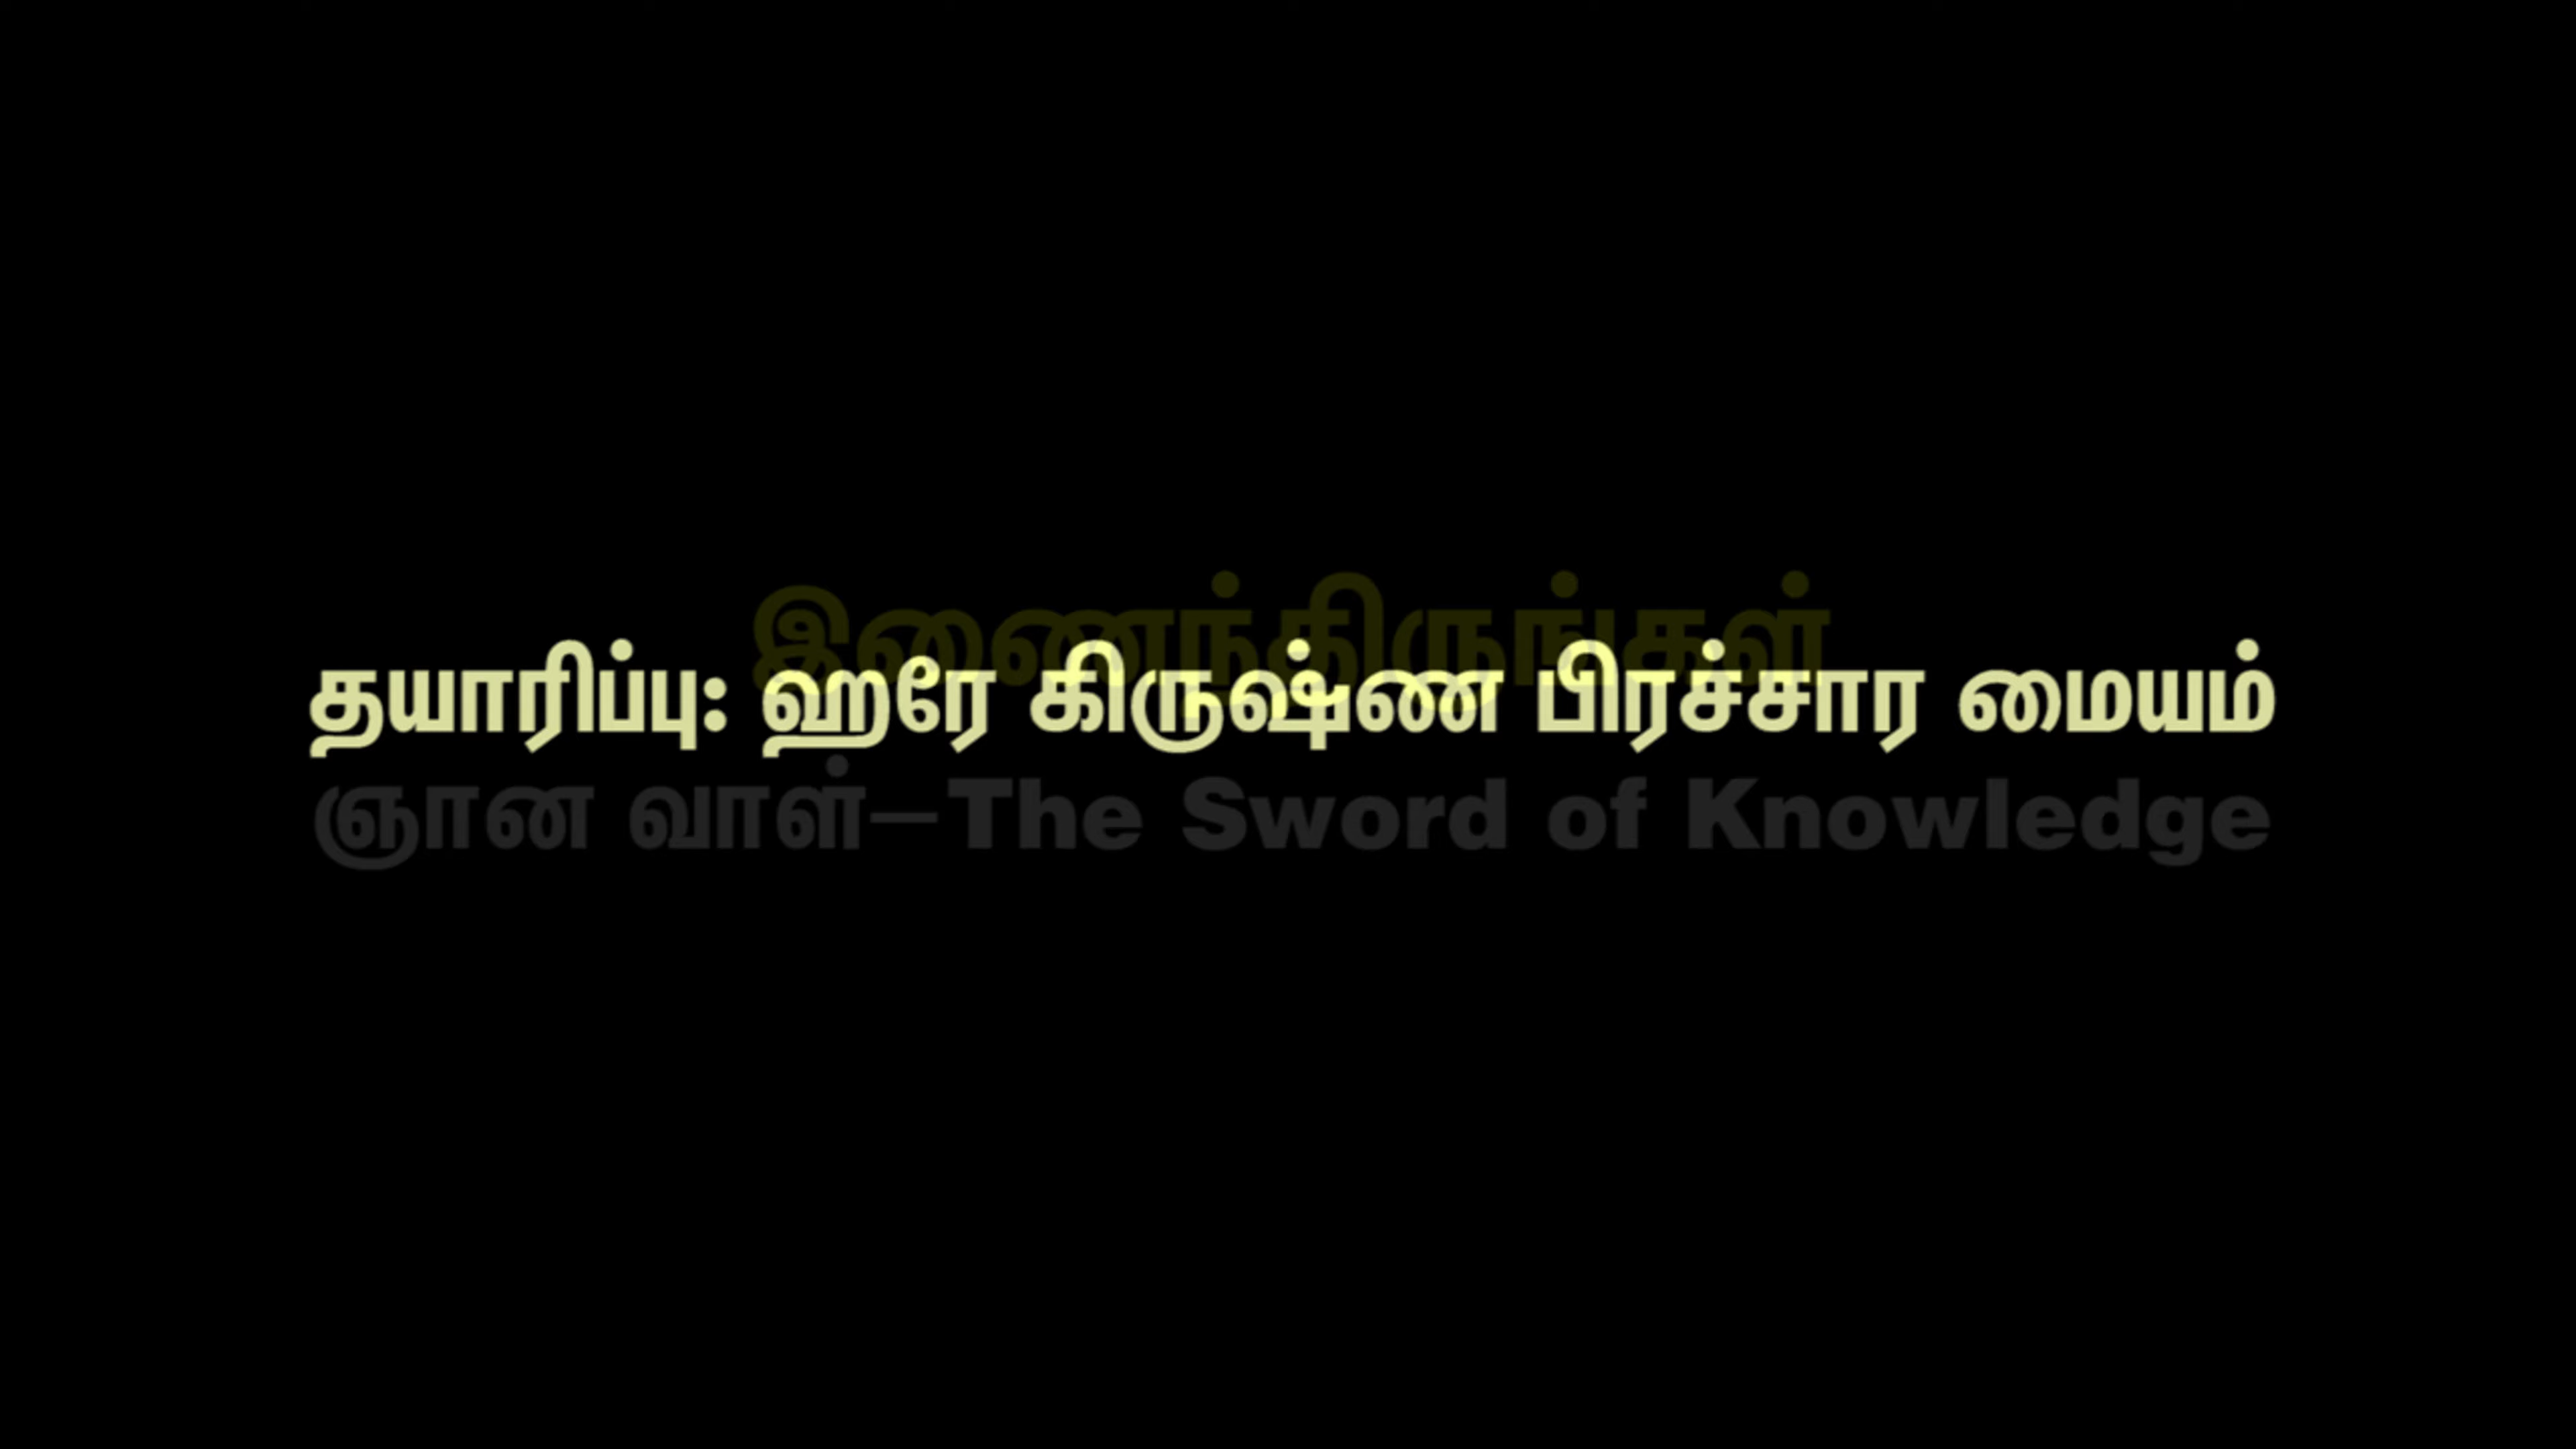 இணைந்திருங்கள்
தயாரிப்பு: ஹரே கிருஷ்ண பிரச்சார மையம்
ஞான வாள்–The Sword of Knowledge